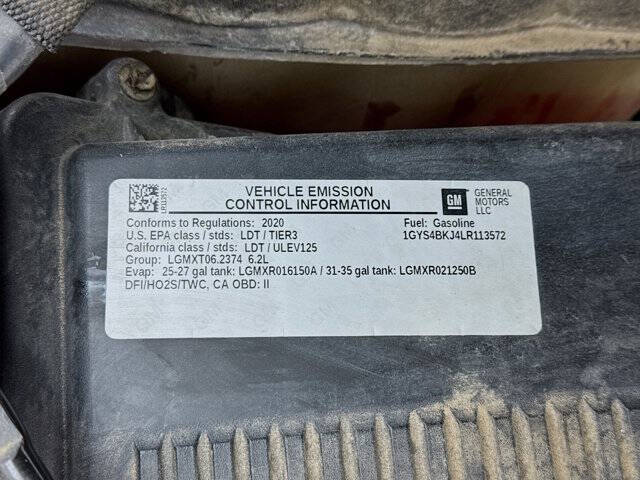 LR113572
VEHICLE EMISSION
CONTROL INFORMATION
GM
GENERAL
MOTORS
LLC
Conforms to Regulations: 2020
Fuel: Gasoline
U.S. EPA class / stds: LDT / TIER3
1GYS4BKJ4LR113572
California class / stds: LDT / ULEV125
Group: LGMXT06.2374 6.2L
Evap: 25-27 gal tank: LGMXR016150A / 31-35 gal tank: LGMXR021250B
DFI/HO2S/TWC, CA OBD: II